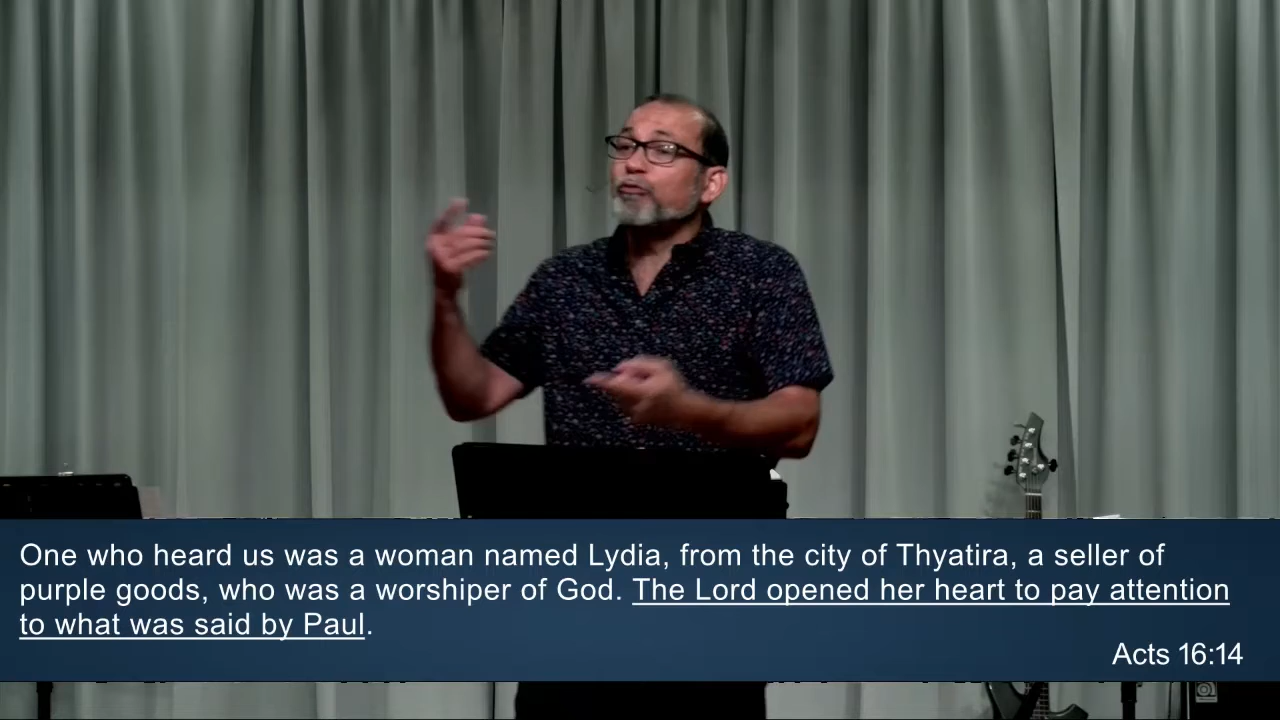 One who heard us was a woman named Lydia, from the city of Thyatira, a seller of
purple goods, who was a worshiper of God. The Lord opened her heart to pay attention
to what was said by Paul.
Acts 16:14